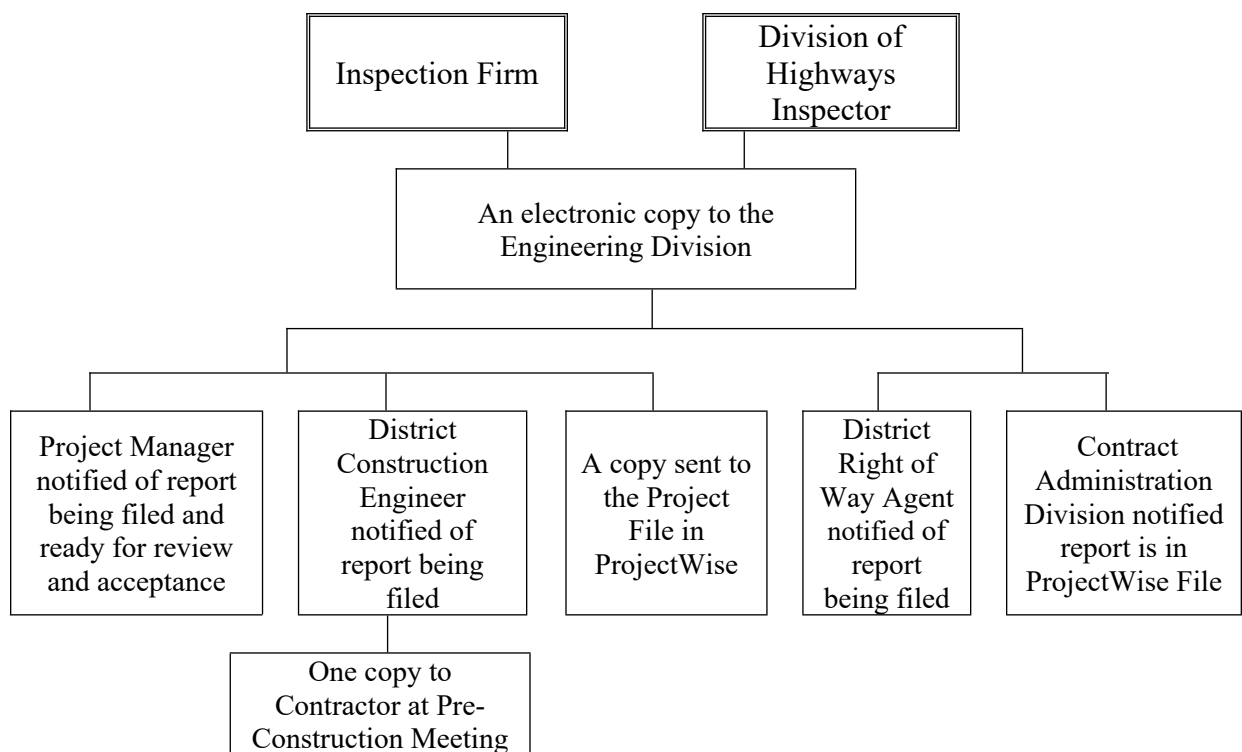 Inspection Firm
Division of
Highways
Inspector
An electronic copy to the
Engineering Division
Project Manager
notified of report
being filed and
ready for review
and acceptance
District
Construction
Engineer
notified of
report being
filed
A copy sent to
the Project
File in
ProjectWise
District
Right of
Way Agent
notified of
report
being filed
Contract
Administration
Division notified
report is in
ProjectWise File
One copy to
Contractor at Pre-
Construction Meeting